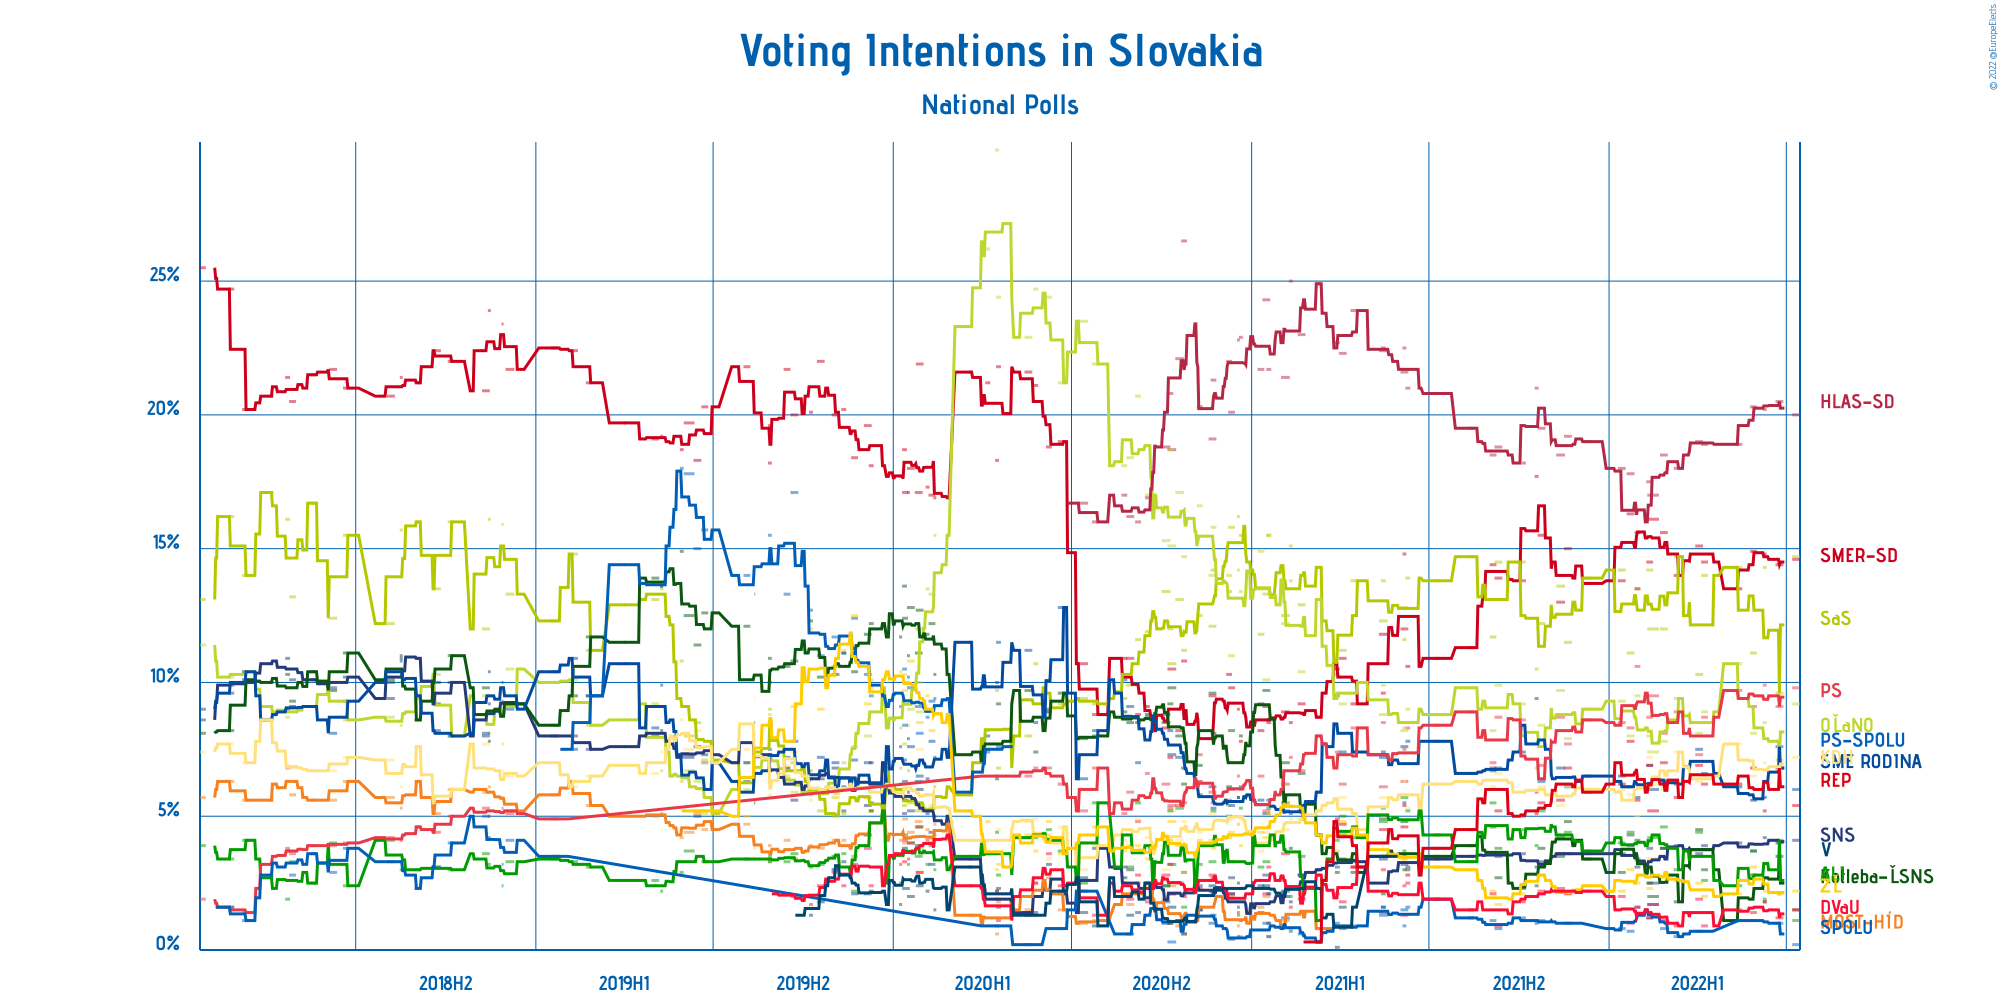 © 2022 @EuropeElects
Voting Intentions in Slovakia
National Polls
25%
20%
15%
10%
5%
0%
HLAS-SD
SMER-SD
SaS
PS
OĽaNO
PS-SPOLU
KDH
SME RODINA
REP
SNS
V
Kotleba-ĽSNS
ZĽ
DVaU
MOST-HÍD
SPOLU
2018H2
2019H1
2019H2
2020H1
2020H2
2021H1
2021H2
2022H1